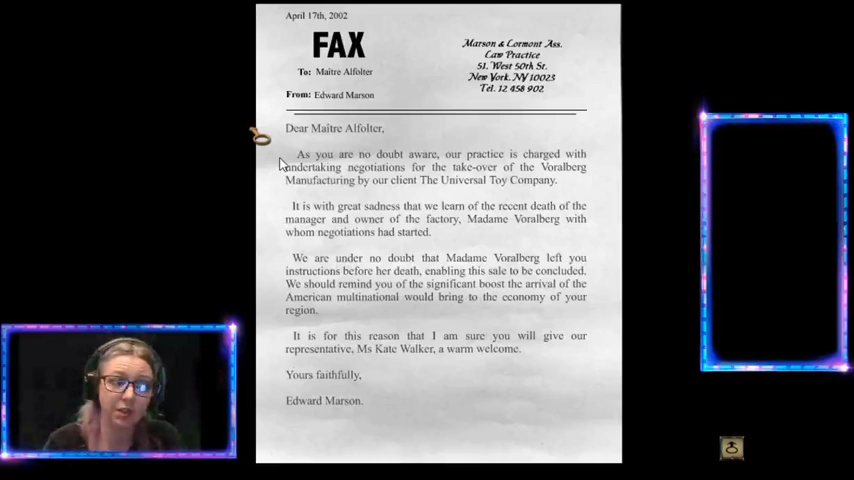 April 17th, 2002
FAX
To: Maître Alfolter
From: Edward Marson
Marson & Lormont Ass.
Law Practice
51. West 50th St.
New York. NY 10023
Tel. 12 458 902
Dear Maître Alfolter,
As you are no doubt aware, our practice is charged with
undertaking negotiations for the take-over of the Voralberg
Manufacturing by our client The Universal Toy Company.
It is with great sadness that we learn of the recent death of the
manager and owner of the factory, Madame Voralberg with
whom negotiations had started.
We are under no doubt that Madame Voralberg left you
instructions before her death, enabling this sale to be concluded.
We should remind you of the significant boost the arrival of the
American multinational would bring to the economy of your
region.
It is for this reason that I am sure you will give our
representative, Ms Kate Walker, a warm welcome.
Yours faithfully,
Edward Marson.